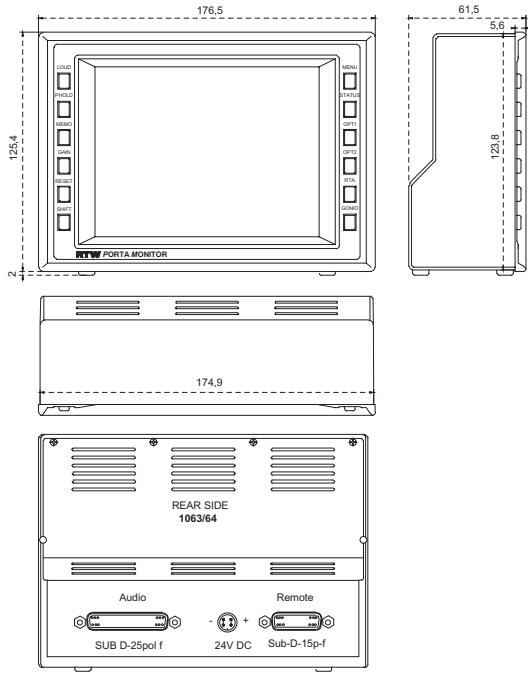 176,5
61,5
5,6
LOUD
PHOLD
MEMO
GAIN
RESET
SHIFT
MENU
STATUS
OPT1
OPT2
RTA
GONIO
125,4
123,8
2
RTW PORTA MONITOR
174,9
REAR SIDE
1063/64
Audio
Remote
- +
SUB D-25pol f
24V DC
Sub-D-15p-f